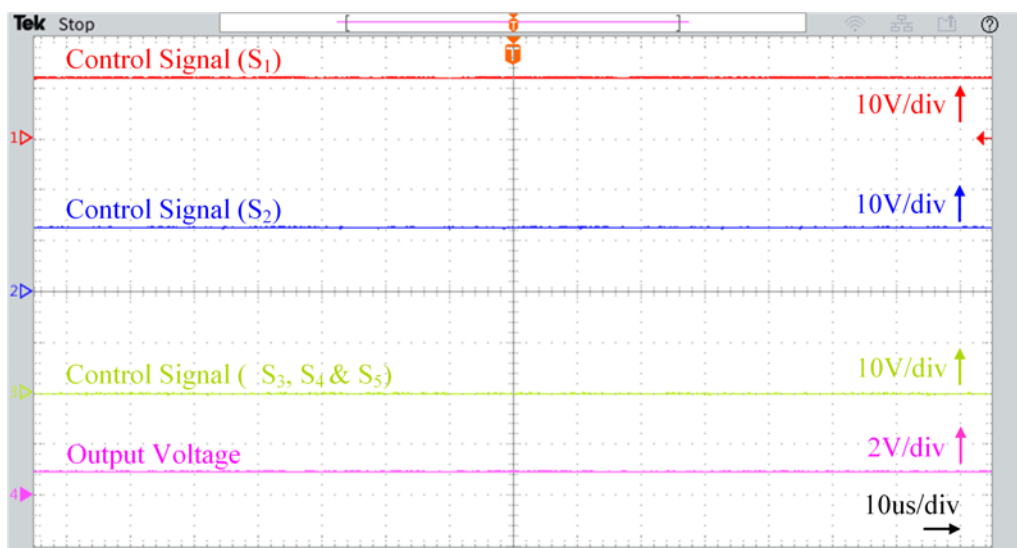 Tek Stop
T
?
T
Control Signal (S₁)
10V/div
1
Control Signal (S₂)
10V/div
2
Control Signal ( S₃, S₄ & S₅)
10V/div
3
Output Voltage
2V/div
4
10us/div